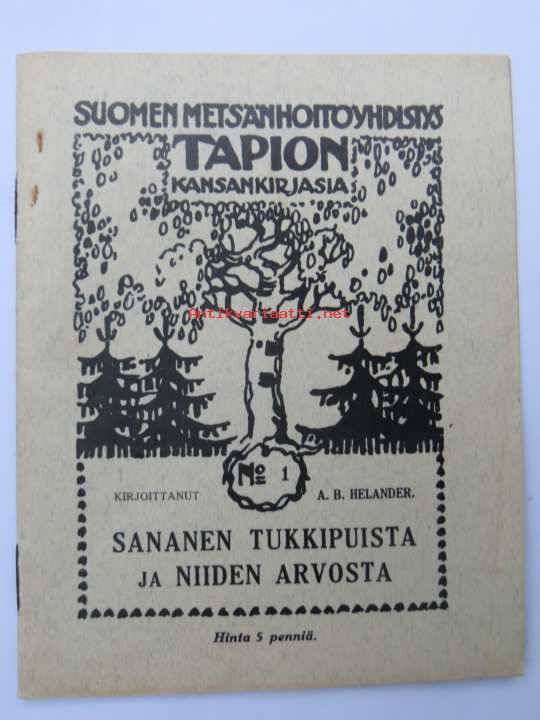 SUOMEN METSÄNHOITOYHDISTYS
TAPION
KANSANKIRJASIA
Antikvariaatti.net
No 1
KIRJOITTANUT A. B. HELANDER.
SANANEN TUKKIPUISTA
JA NIIDEN ARVOSTA
Hinta 5 penniä.